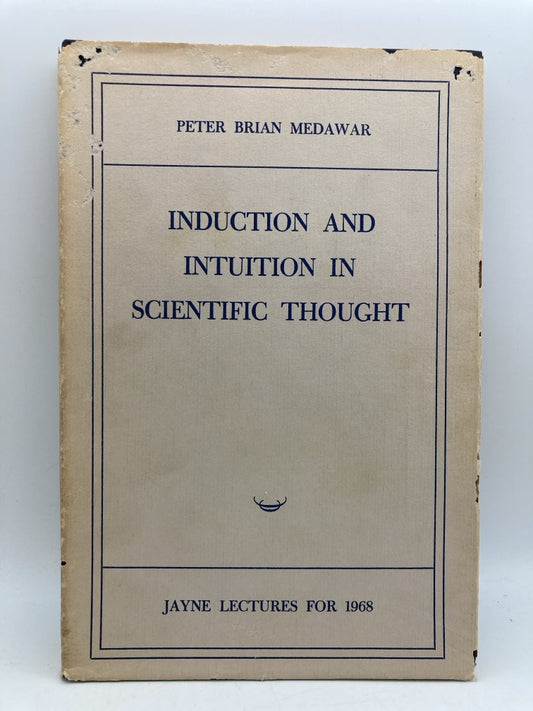 PETER BRIAN MEDAWAR
INDUCTION AND
INTUITION IN
SCIENTIFIC THOUGHT
JAYNE LECTURES FOR 1968